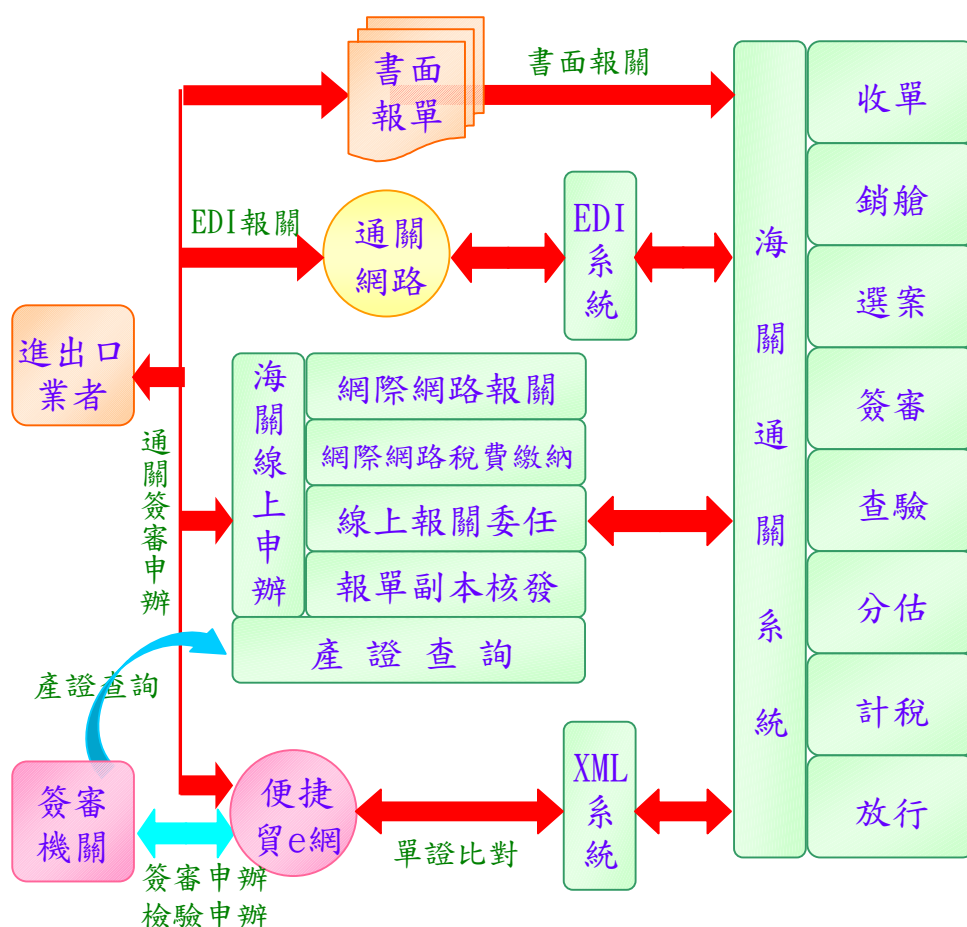 書面
報單
書面報關
EDI報關
通關
網路
EDI
系
統
進出口
業者
海關線上申辦
網際網路報關
網際網路稅費繳納
線上報關委任
報單副本核發
產證查詢
通關簽審申辦
產證查詢
簽審
機關
便捷
貿e網
簽審申辦
檢驗申辦
單證比對
XML
系
統
海關通關系統
收單
銷艙
選案
簽審
查驗
分估
計稅
放行